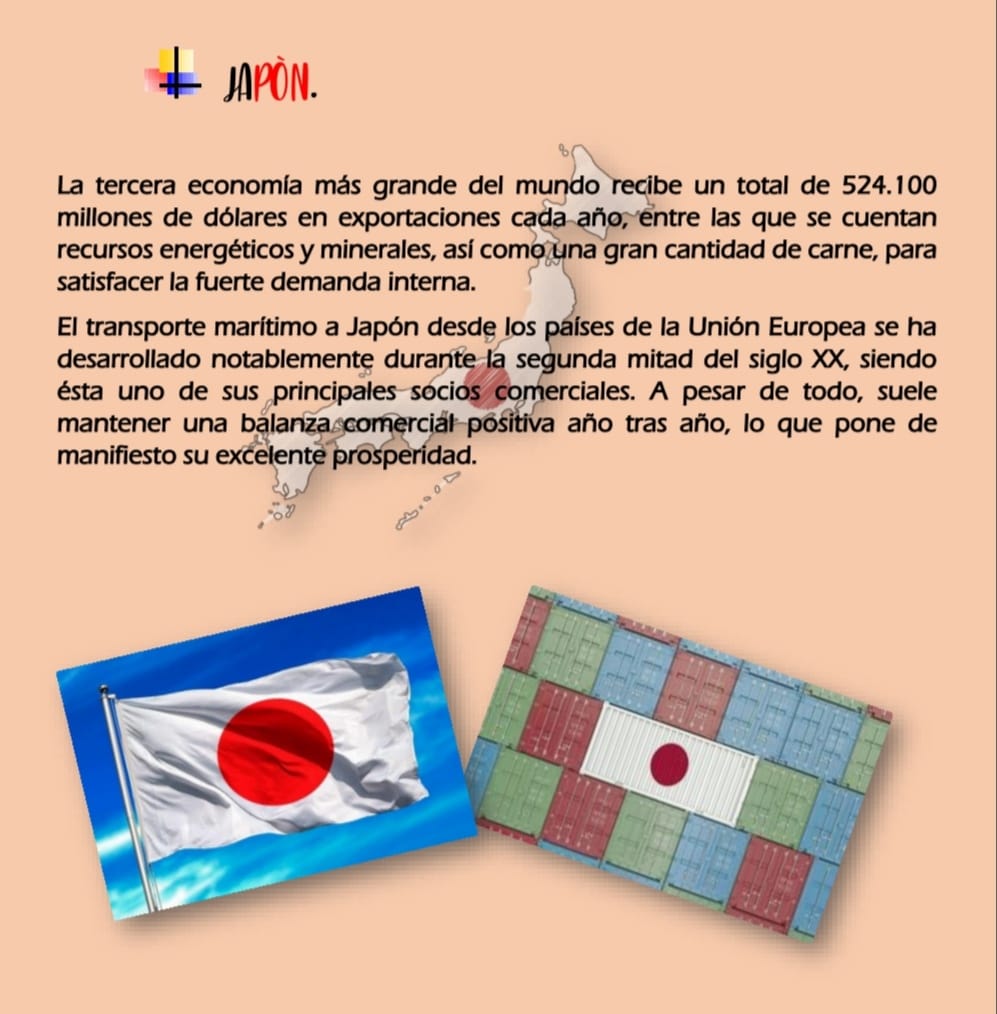 JAPÒN.
La tercera economía más grande del mundo recibe un total de 524.100
millones de dólares en exportaciones cada año, entre las que se cuentan
recursos energéticos y minerales, así como una gran cantidad de carne, para
satisfacer la fuerte demanda interna.
El transporte marítimo a Japón desde los países de la Unión Europea se ha
desarrollado notablemente durante la segunda mitad del siglo XX, siendo
ésta uno de sus principales socios comerciales. A pesar de todo, suele
mantener una balanza comercial positiva año tras año, lo que pone de
manifiesto su excelente prosperidad.